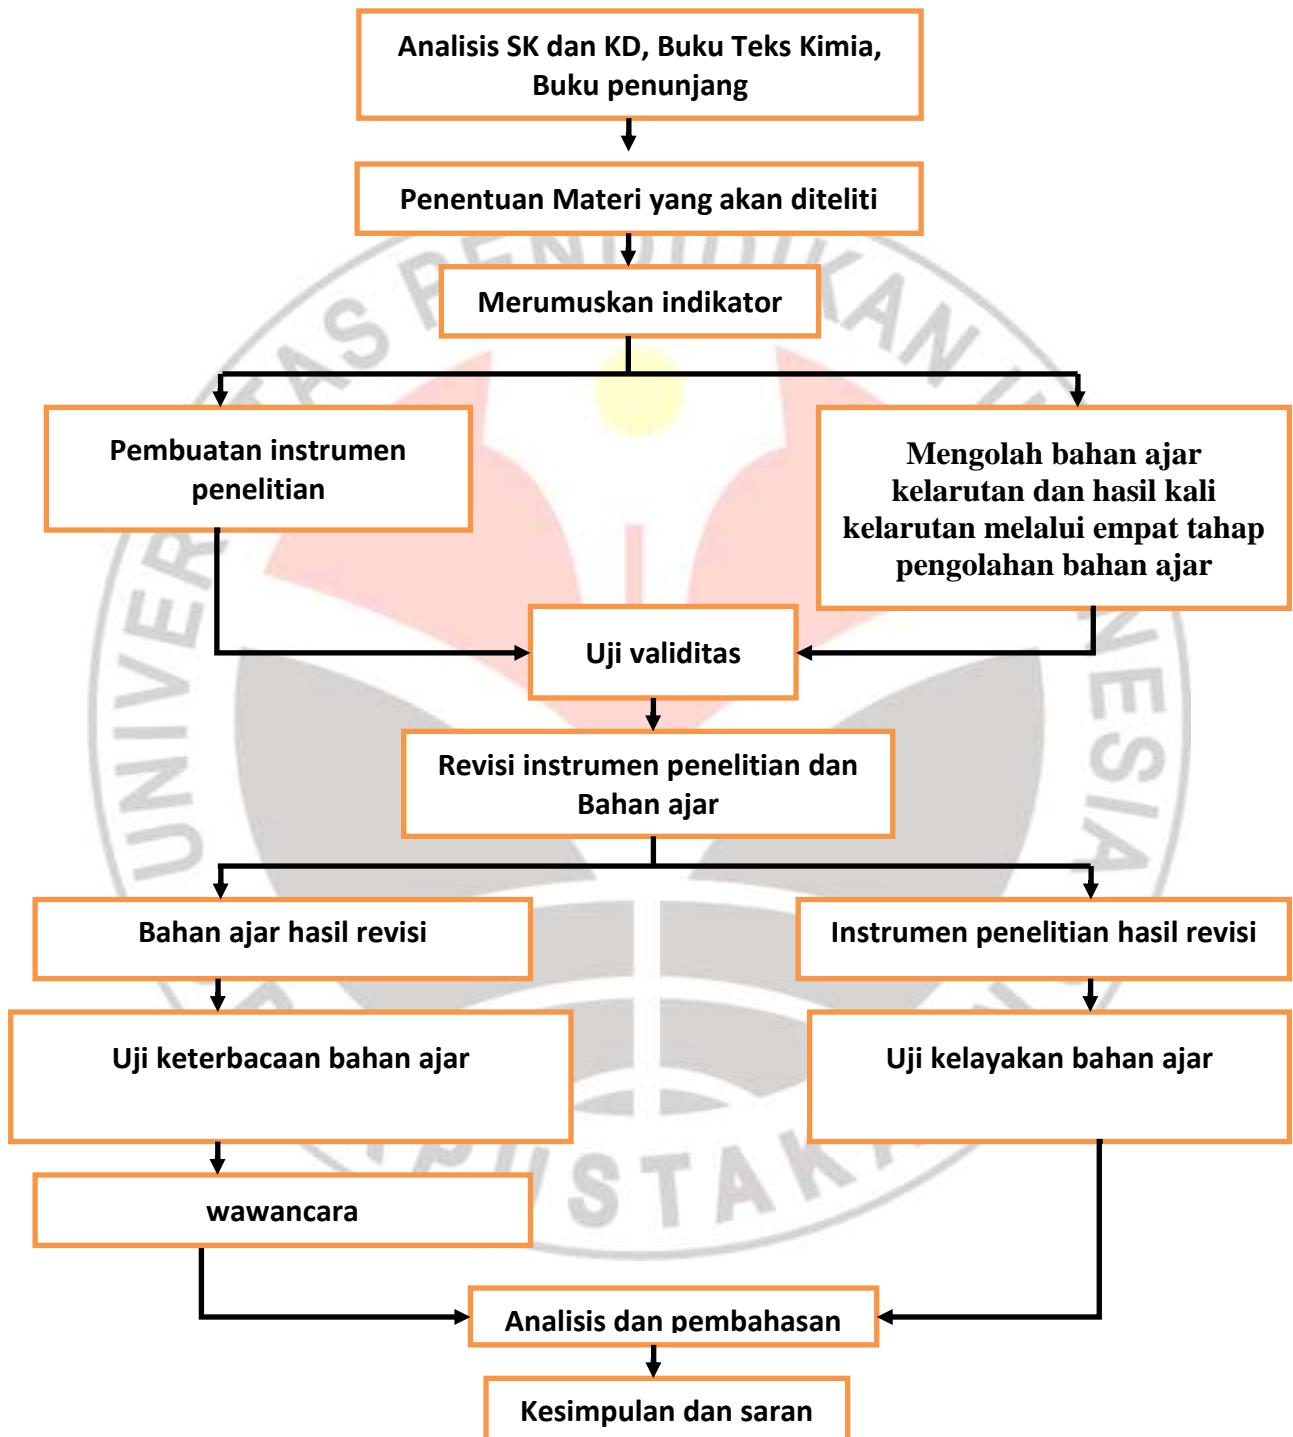 Analisis SK dan KD, Buku Teks Kimia,
Buku penunjang
Penentuan Materi yang akan diteliti
Merumuskan indikator
Pembuatan instrumen
penelitian
Mengolah bahan ajar
kelarutan dan hasil kali
kelarutan melalui empat tahap
pengolahan bahan ajar
Uji validitas
Revisi instrumen penelitian dan
Bahan ajar
Bahan ajar hasil revisi
Instrumen penelitian hasil revisi
Uji keterbacaan bahan ajar
Uji kelayakan bahan ajar
wawancara
Analisis dan pembahasan
Kesimpulan dan saran